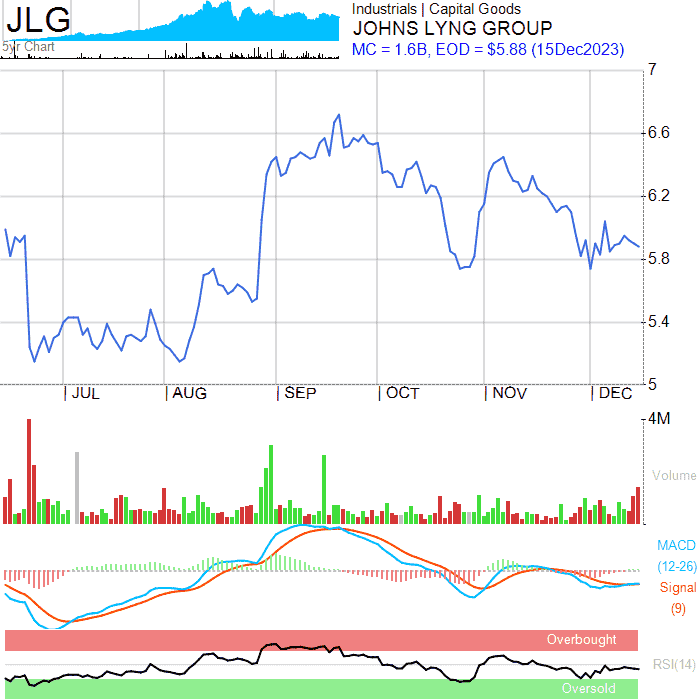 JLG
5yr Chart
Industrials | Capital Goods
JOHNS LYNG GROUP
MC = 1.6B, EOD = $5.88 (15Dec2023)
7
6.6
6.2
5.8
5.4
5
| JUL | AUG | SEP | OCT | NOV | DEC
4M
Volume
MACD
(12-26)
Signal
(9)
Overbought
RSI(14)
Oversold